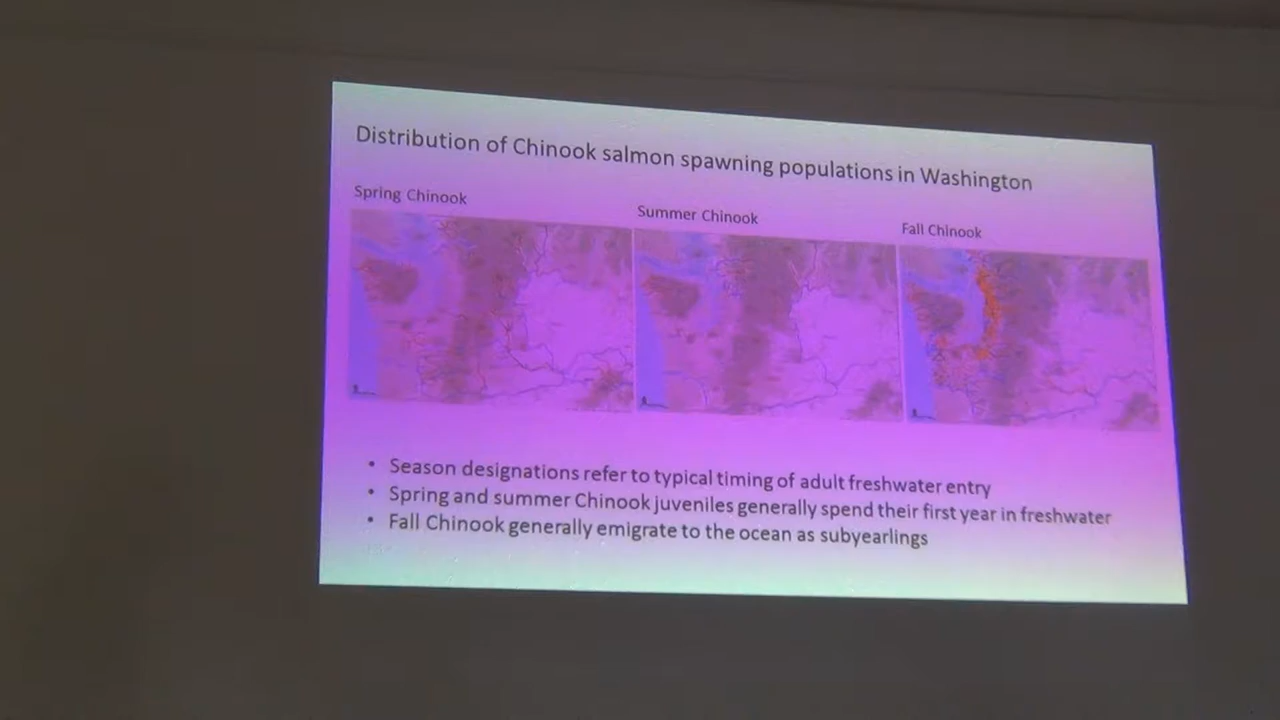 Distribution of Chinook salmon spawning populations in Washington
Spring Chinook
Summer Chinook
Fall Chinook
• Season designations refer to typical timing of adult freshwater entry
• Spring and summer Chinook juveniles generally spend their first year in freshwater
• Fall Chinook generally emigrate to the ocean as subyearlings